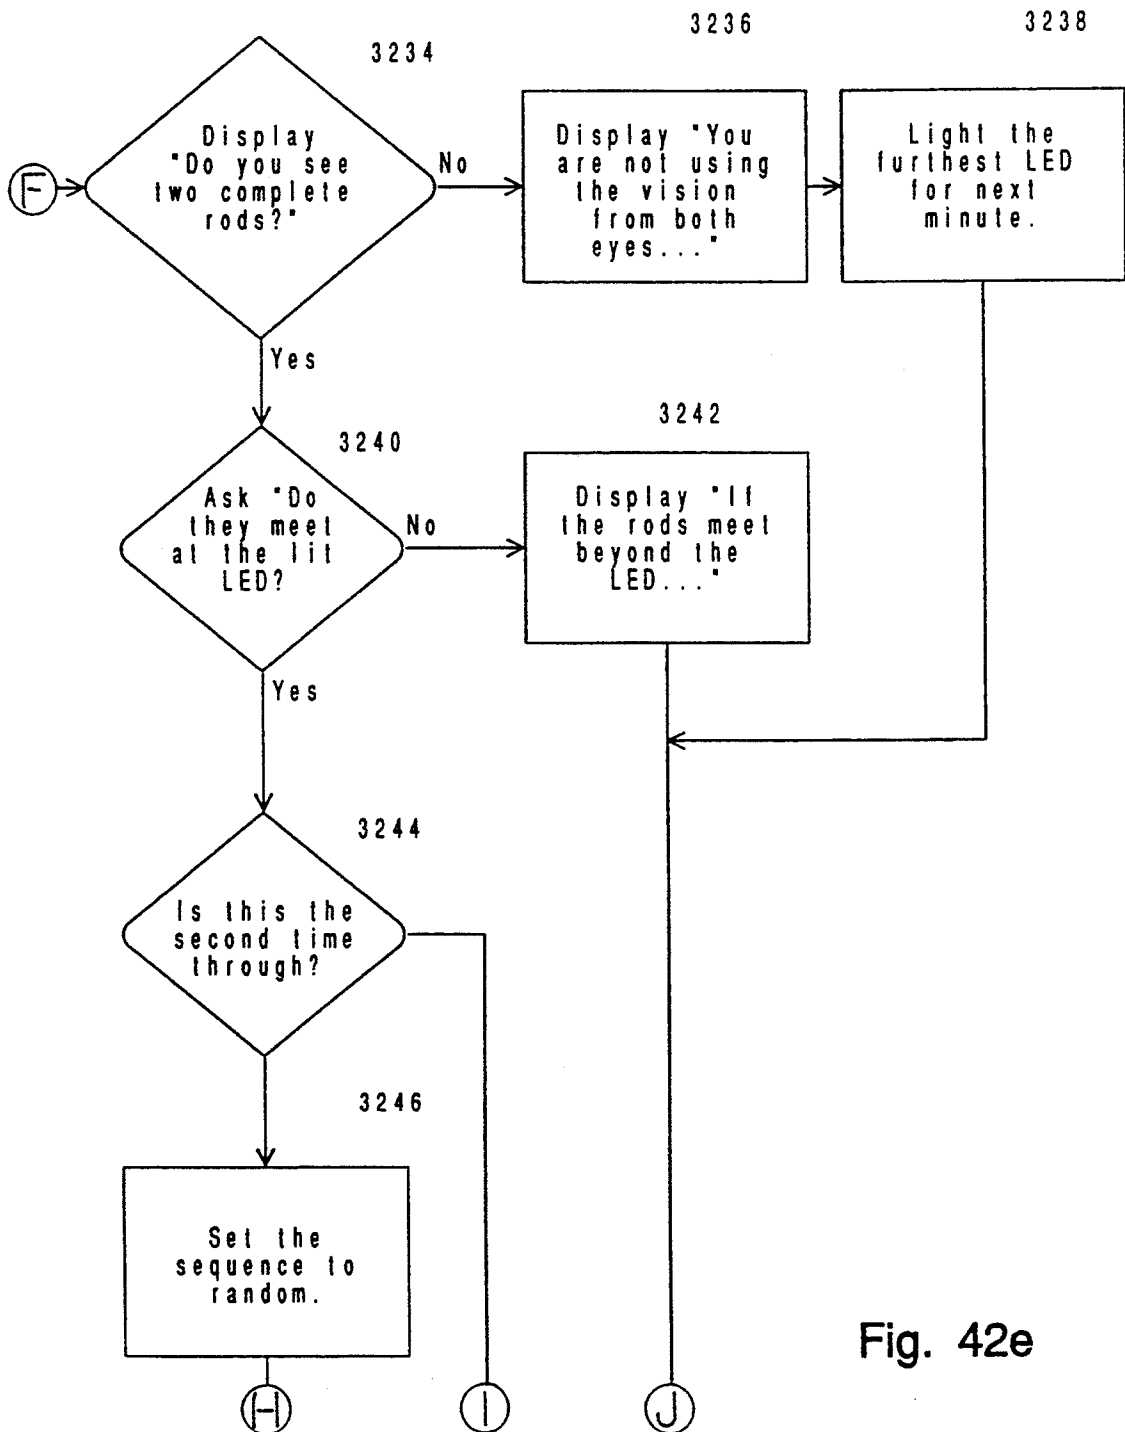 3234
3236
3238
F
Display
"Do you see
two complete
rods?"
No
Display "You
are not using
the vision
from both
eyes..."
Light the
furthest LED
for next
minute.
Yes
3240
3242
Ask "Do
they meet
at the lit
LED?
No
Display "If
the rods meet
beyond the
LED..."
Yes
3244
Is this the
second time
through?
3246
Set the
sequence to
random.
Fig. 42e
H
I
J